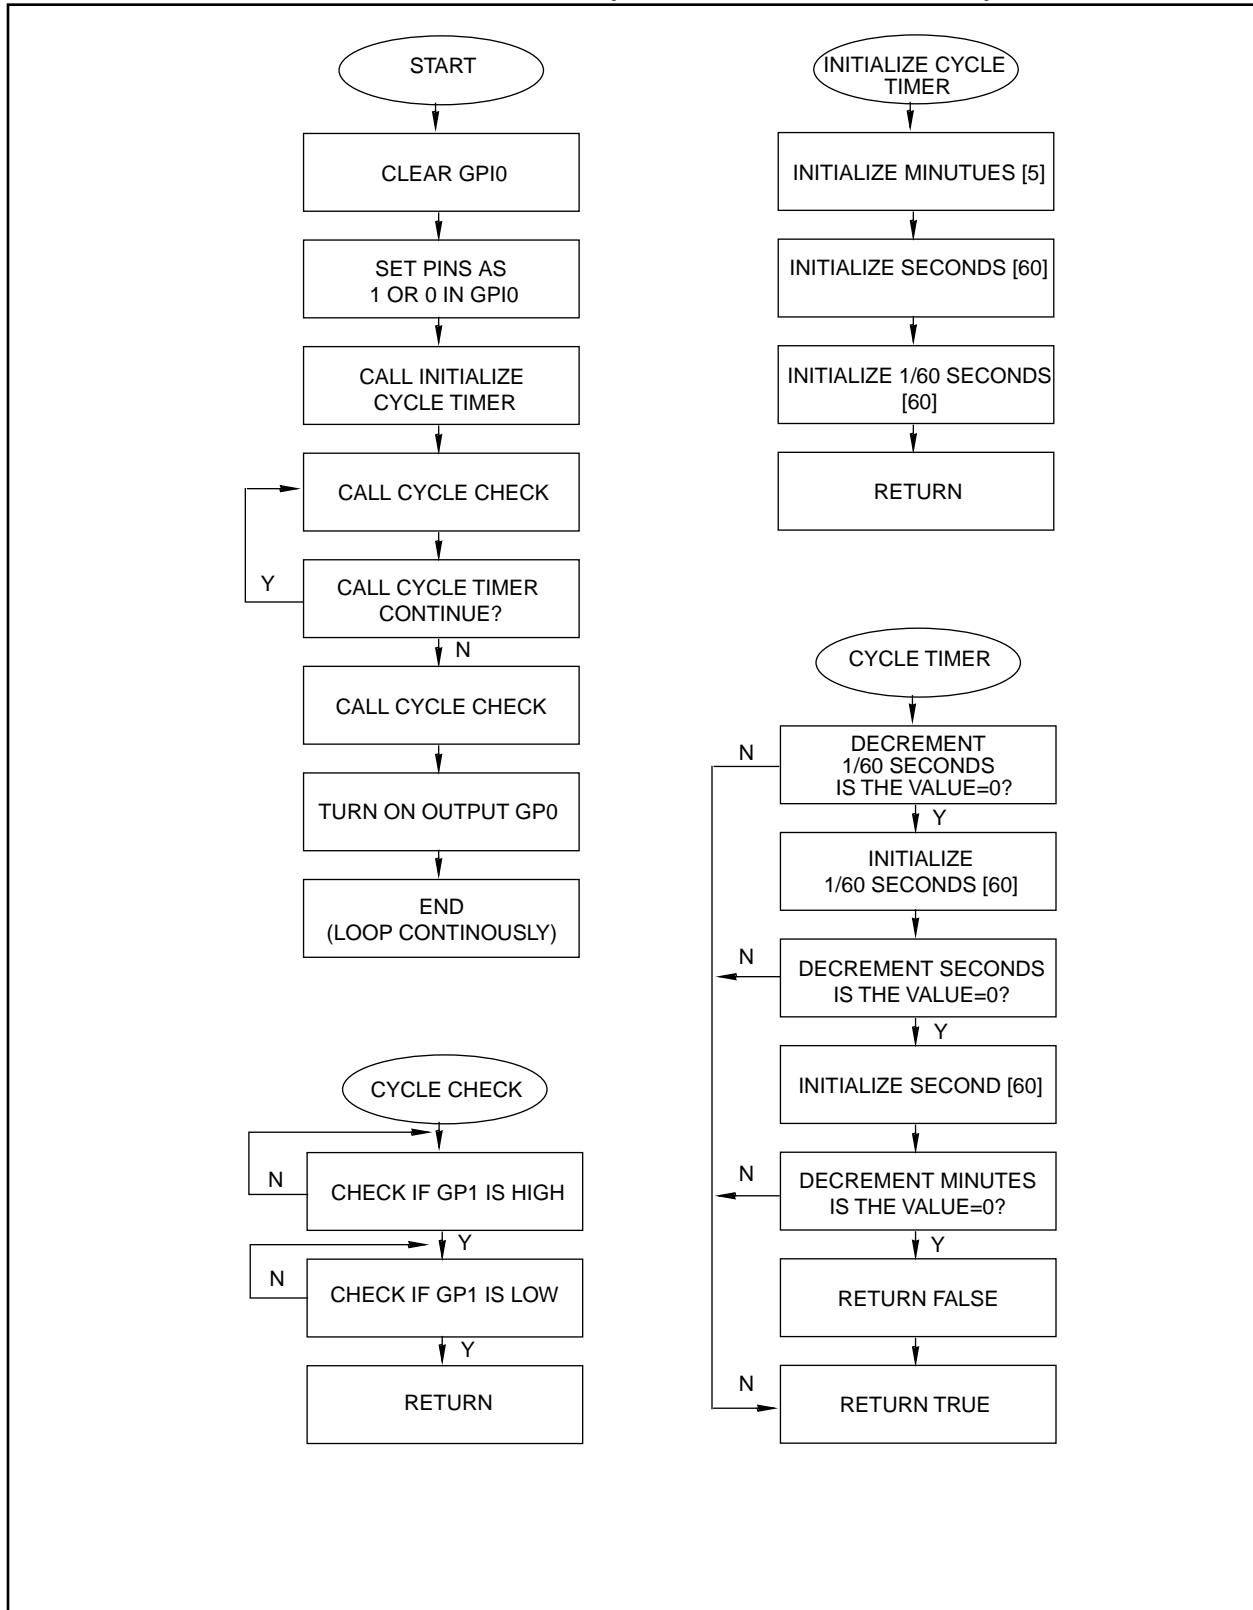 START
CLEAR GPI0
SET PINS AS
1 OR 0 IN GPI0
CALL INITIALIZE
CYCLE TIMER
CALL CYCLE CHECK
Y
CALL CYCLE TIMER
CONTINUE?
N
CALL CYCLE CHECK
TURN ON OUTPUT GP0
END
(LOOP CONTINOUSLY)
CYCLE CHECK
N
CHECK IF GP1 IS HIGH
Y
N
CHECK IF GP1 IS LOW
Y
RETURN
INITIALIZE CYCLE
TIMER
INITIALIZE MINUTUES [5]
INITIALIZE SECONDS [60]
INITIALIZE 1/60 SECONDS
[60]
RETURN
CYCLE TIMER
N
DECREMENT
1/60 SECONDS
IS THE VALUE=0?
Y
INITIALIZE
1/60 SECONDS [60]
N
DECREMENT SECONDS
IS THE VALUE=0?
Y
INITIALIZE SECOND [60]
N
DECREMENT MINUTES
IS THE VALUE=0?
Y
RETURN FALSE
N
RETURN TRUE